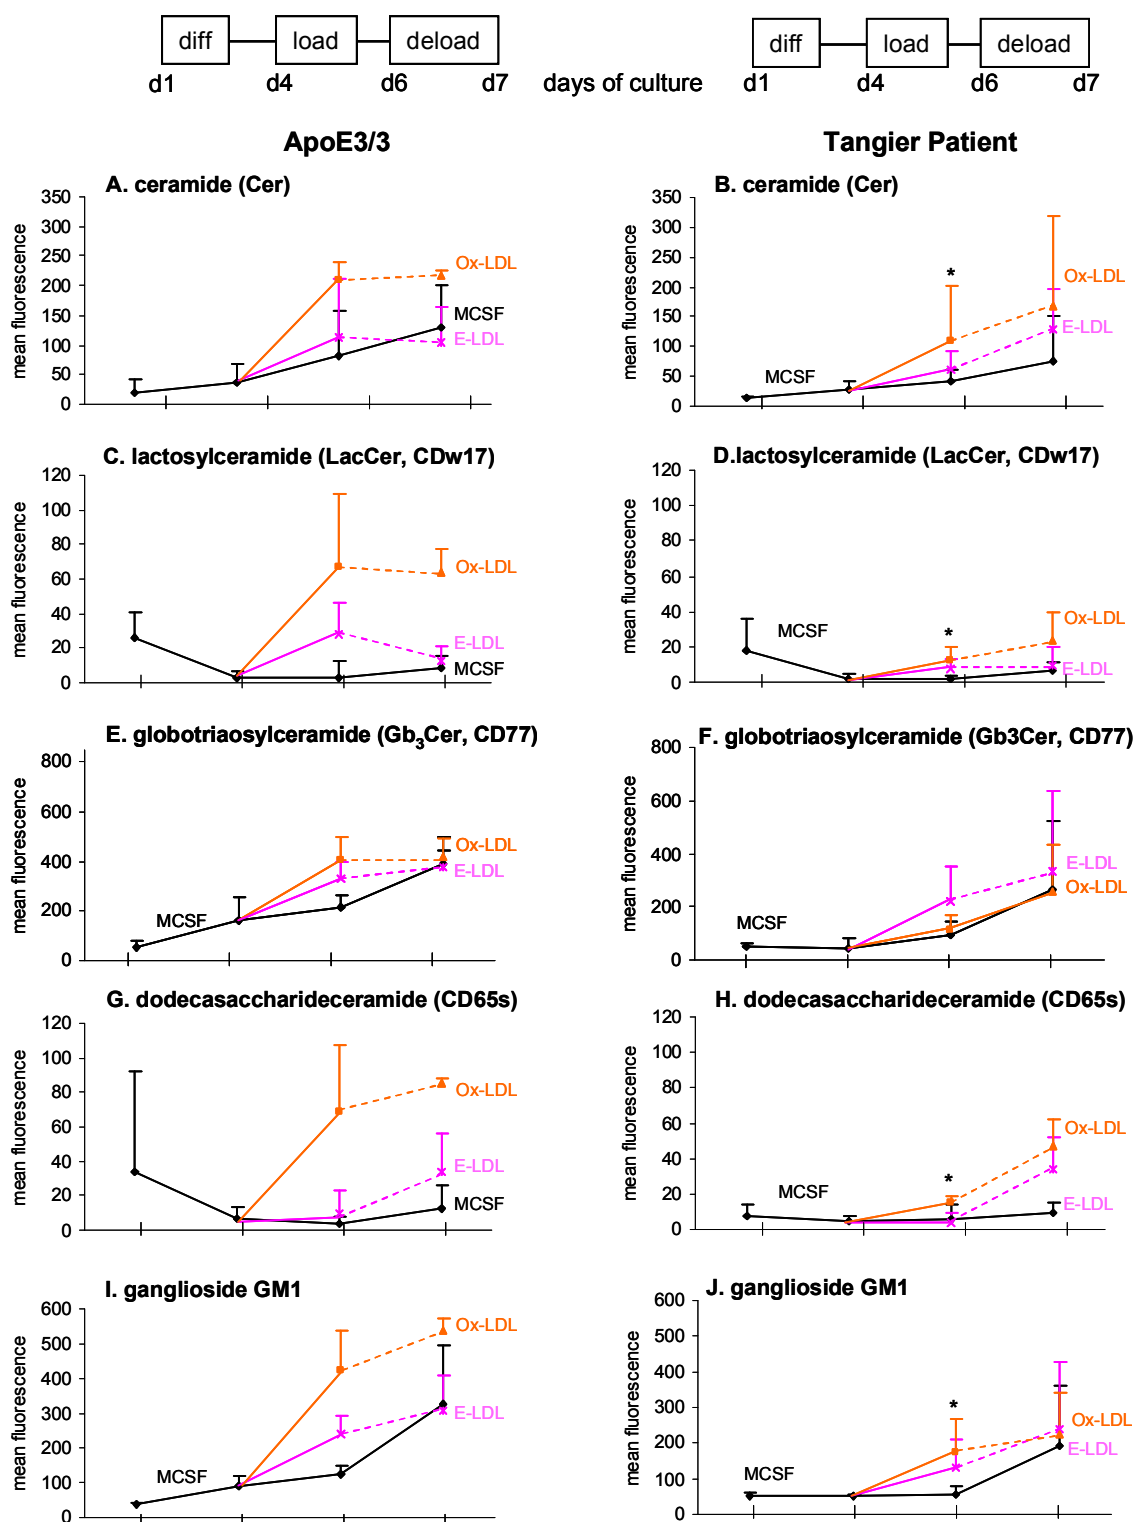 diff load deload diff load deload
d1 d4 d6 d7 days of culture d1 d4 d6 d7
ApoE3/3 Tangier Patient
A. ceramide (Cer)
mean fluorescence
350
300
250
200
150
100
50
0
Ox-LDL
MCSF
E-LDL
B. ceramide (Cer)
mean fluorescence
350
300
250
200
150
100
50
0
*
Ox-LDL
E-LDL
MCSF
C. lactosylceramide (LacCer, CDw17)
mean fluorescence
120
100
80
60
40
20
0
Ox-LDL
E-LDL
MCSF
D.lactosylceramide (LacCer, CDw17)
mean fluorescence
120
100
80
60
40
20
0
MCSF
*
Ox-LDL
E-LDL
E. globotriaosylceramide (Gb3Cer, CD77)
mean fluorescence
800
600
400
200
0
MCSF
Ox-LDL
E-LDL
F. globotriaosylceramide (Gb3Cer, CD77)
mean fluorescence
800
600
400
200
0
MCSF
E-LDL
Ox-LDL
G. dodecasaccharideceramide (CD65s)
mean fluorescence
120
100
80
60
40
20
0
Ox-LDL
E-LDL
MCSF
H. dodecasaccharideceramide (CD65s)
mean fluorescence
120
100
80
60
40
20
0
MCSF
*
Ox-LDL
E-LDL
I. ganglioside GM1
mean fluorescence
600
500
400
300
200
100
0
MCSF
Ox-LDL
E-LDL
J. ganglioside GM1
mean fluorescence
600
500
400
300
200
100
0
MCSF
*
Ox-LDL
E-LDL